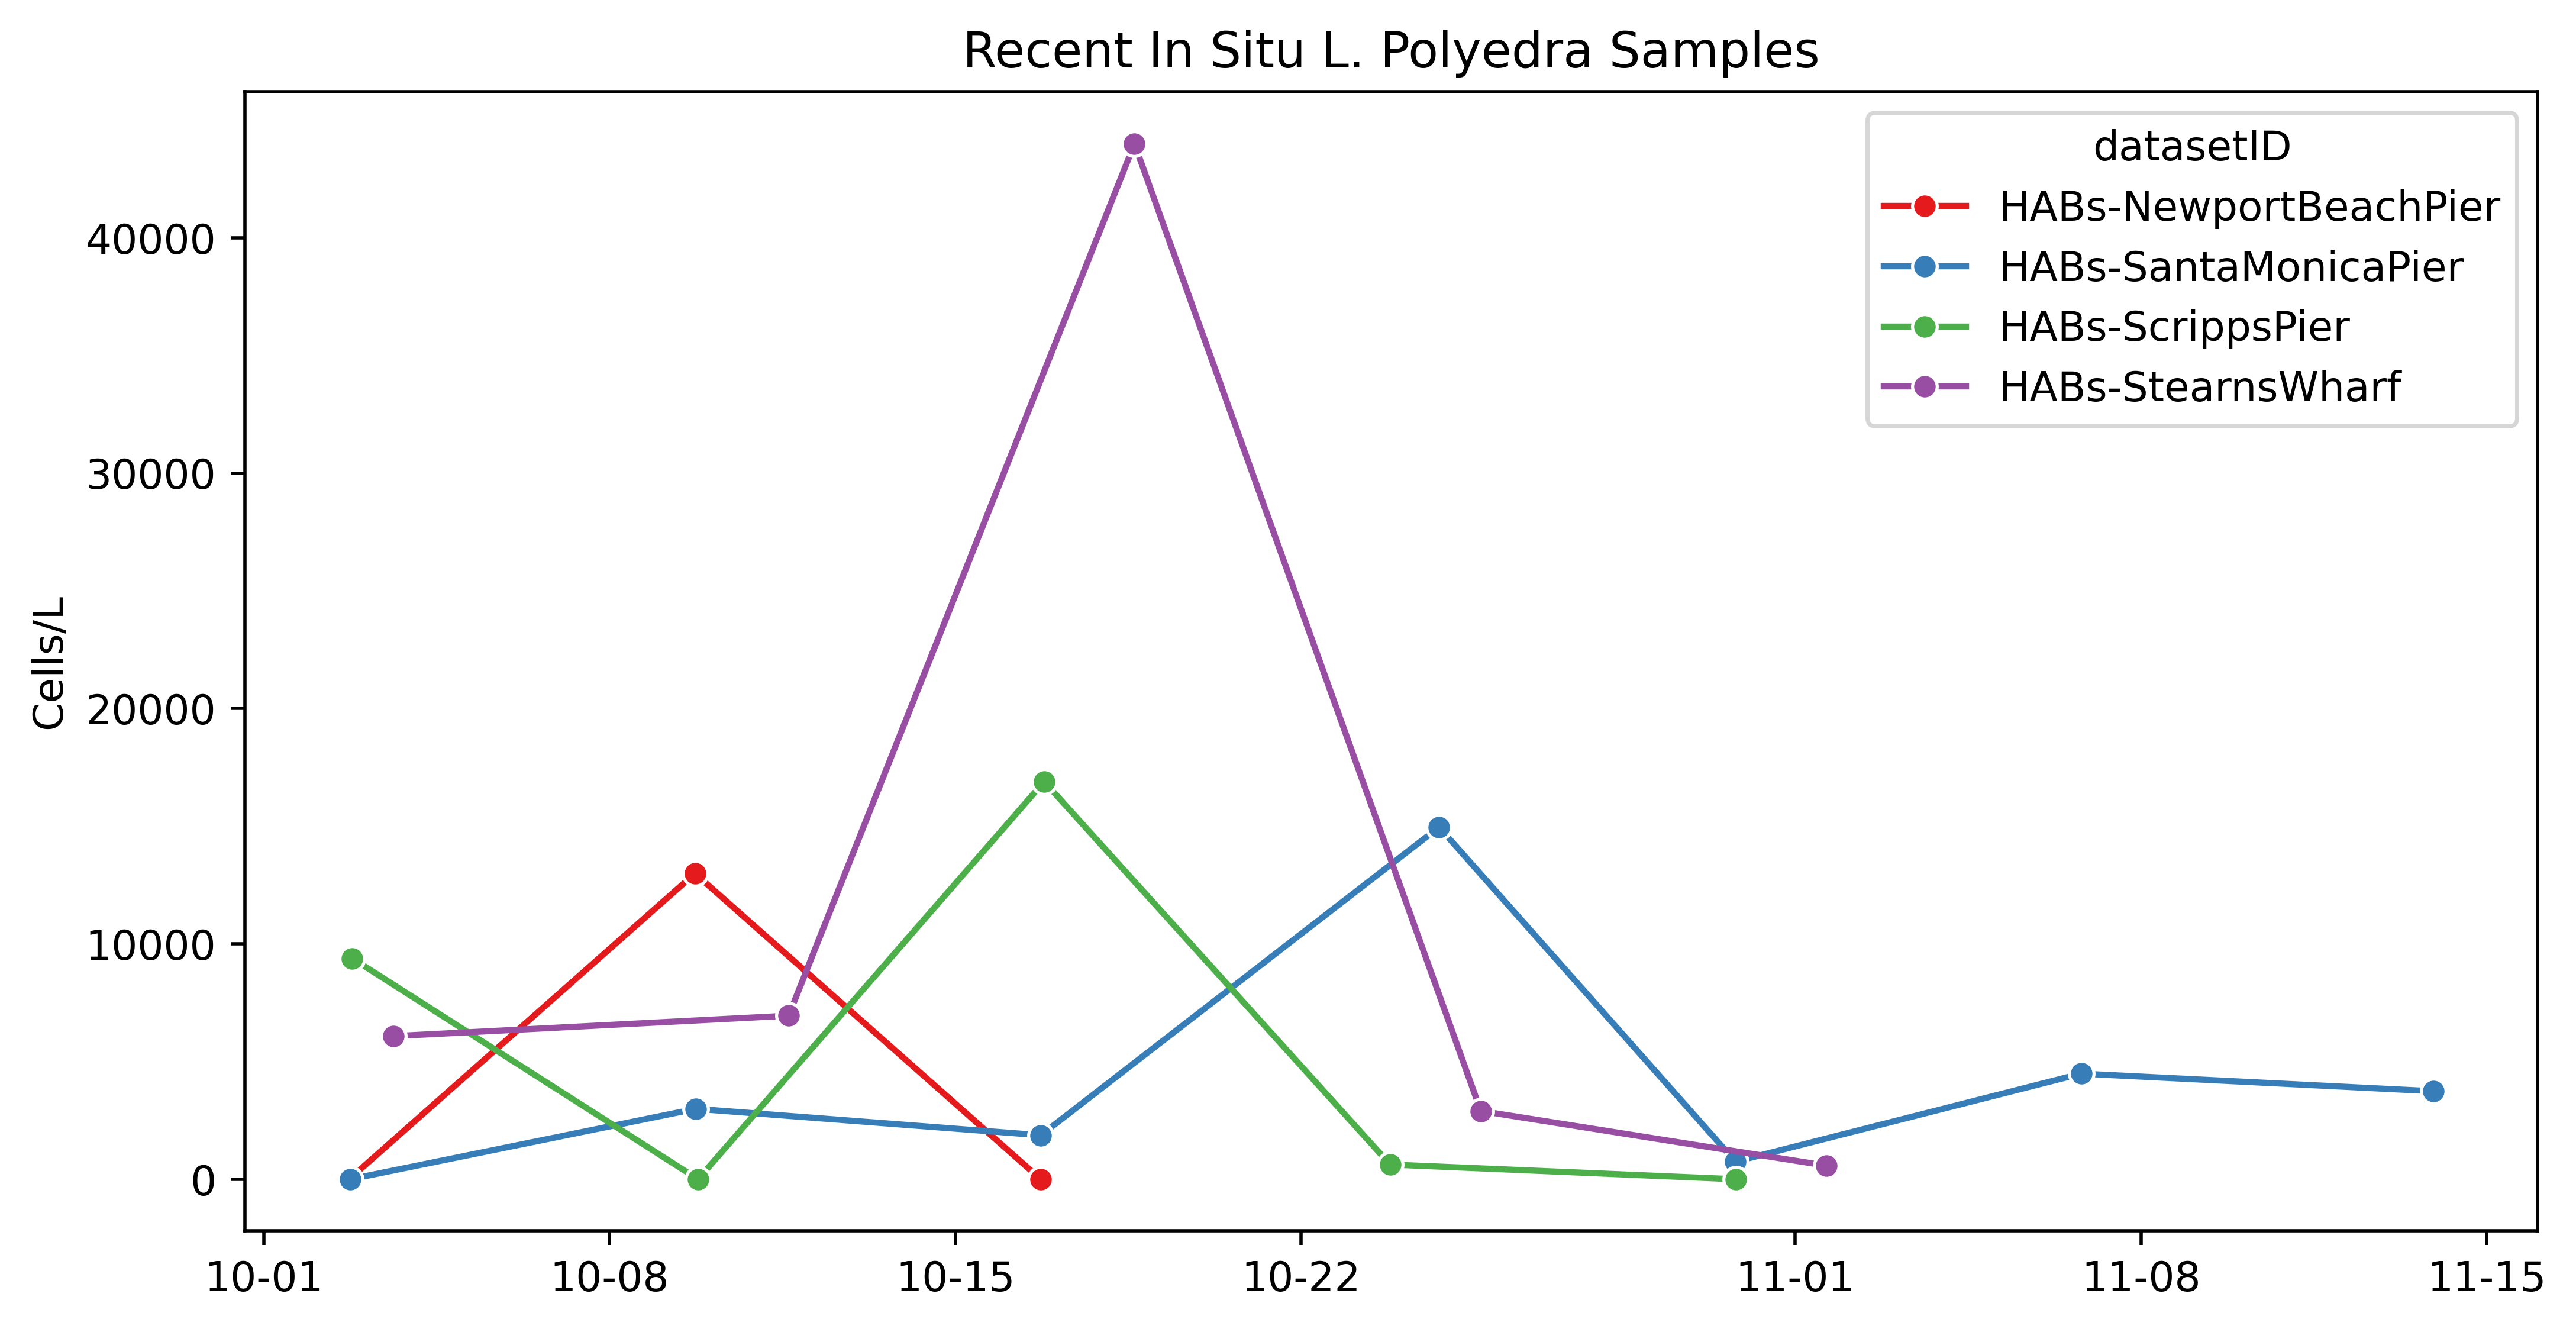 Recent In Situ L. Polyedra Samples
datasetID
HABs-NewportBeachPier
HABs-SantaMonicaPier
HABs-ScrippsPier
HABs-StearnsWharf
Cells/L
40000
30000
20000
10000
0
10-01 10-08 10-15 10-22 11-01 11-08 11-15